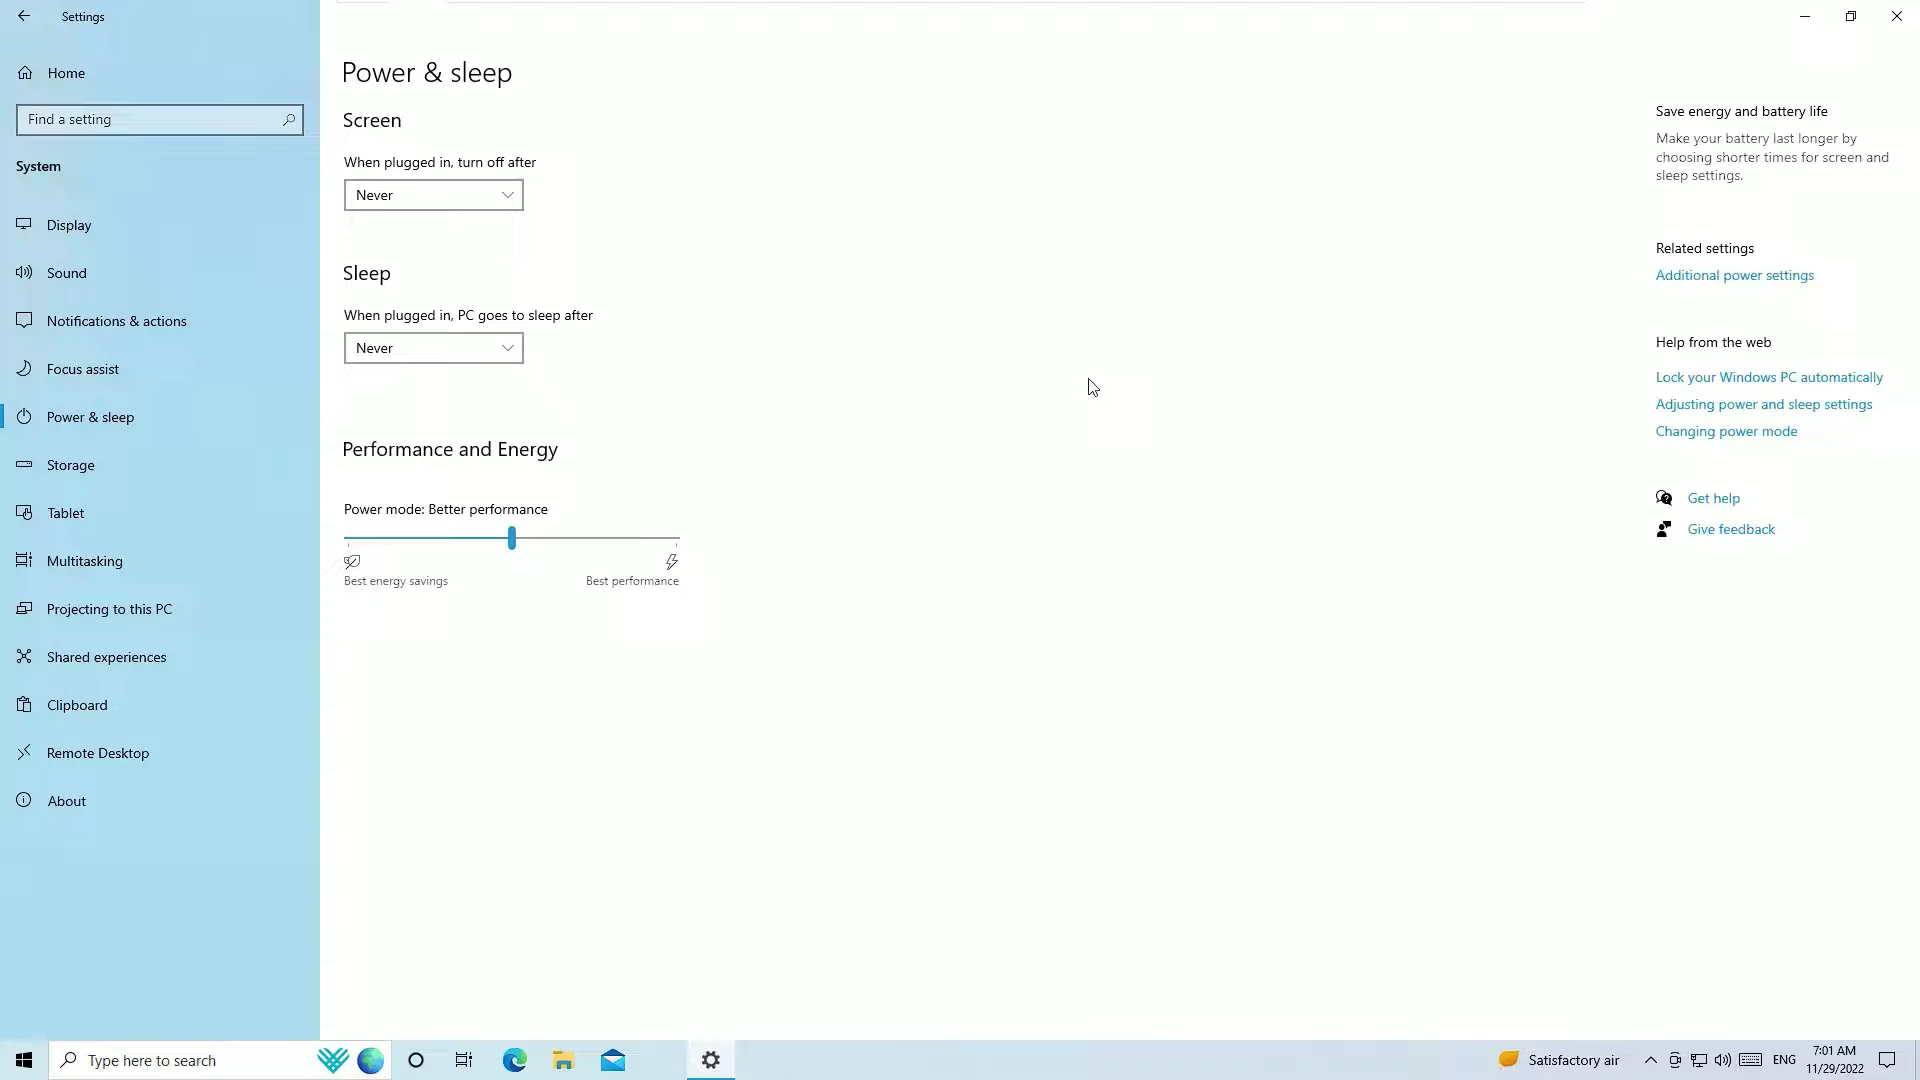 Settings
Home
Find a setting
System
Display
Sound
Notifications & actions
Focus assist
Power & sleep
Storage
Tablet
Multitasking
Projecting to this PC
Shared experiences
Clipboard
Remote Desktop
About
Power & sleep
Screen
When plugged in, turn off after
Never
Sleep
When plugged in, PC goes to sleep after
Never
Performance and Energy
Power mode: Better performance
Best energy savings
Best performance
Save energy and battery life
Make your battery last longer by
choosing shorter times for screen and
sleep settings.
Related settings
Additional power settings
Help from the web
Lock your Windows PC automatically
Adjusting power and sleep settings
Changing power mode
Get help
Give feedback
Type here to search
Satisfactory air
ENG
7:01 AM
11/29/2022